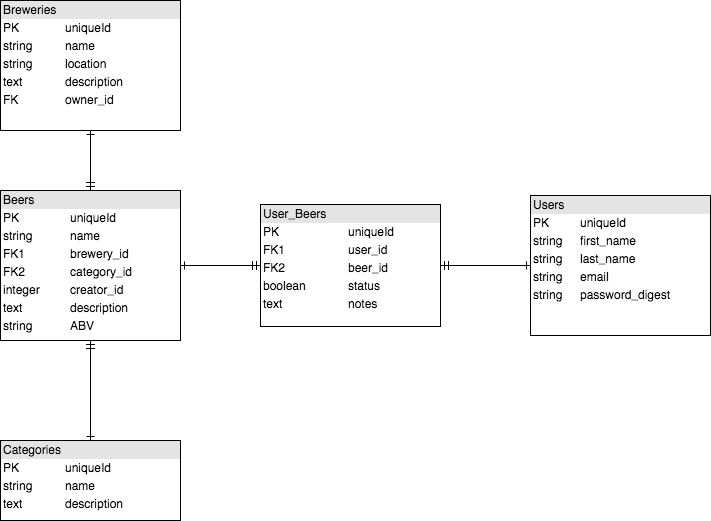 Breweries
PK uniqueId
string name
string location
text description
FK owner_id
Beers
PK uniqueId
string name
FK1 brewery_id
FK2 category_id
integer creator_id
text description
string ABV
User_Beers
PK uniqueId
FK1 user_id
FK2 beer_id
boolean status
text notes
Users
PK uniqueId
string first_name
string last_name
string email
string password_digest
Categories
PK uniqueId
string name
text description